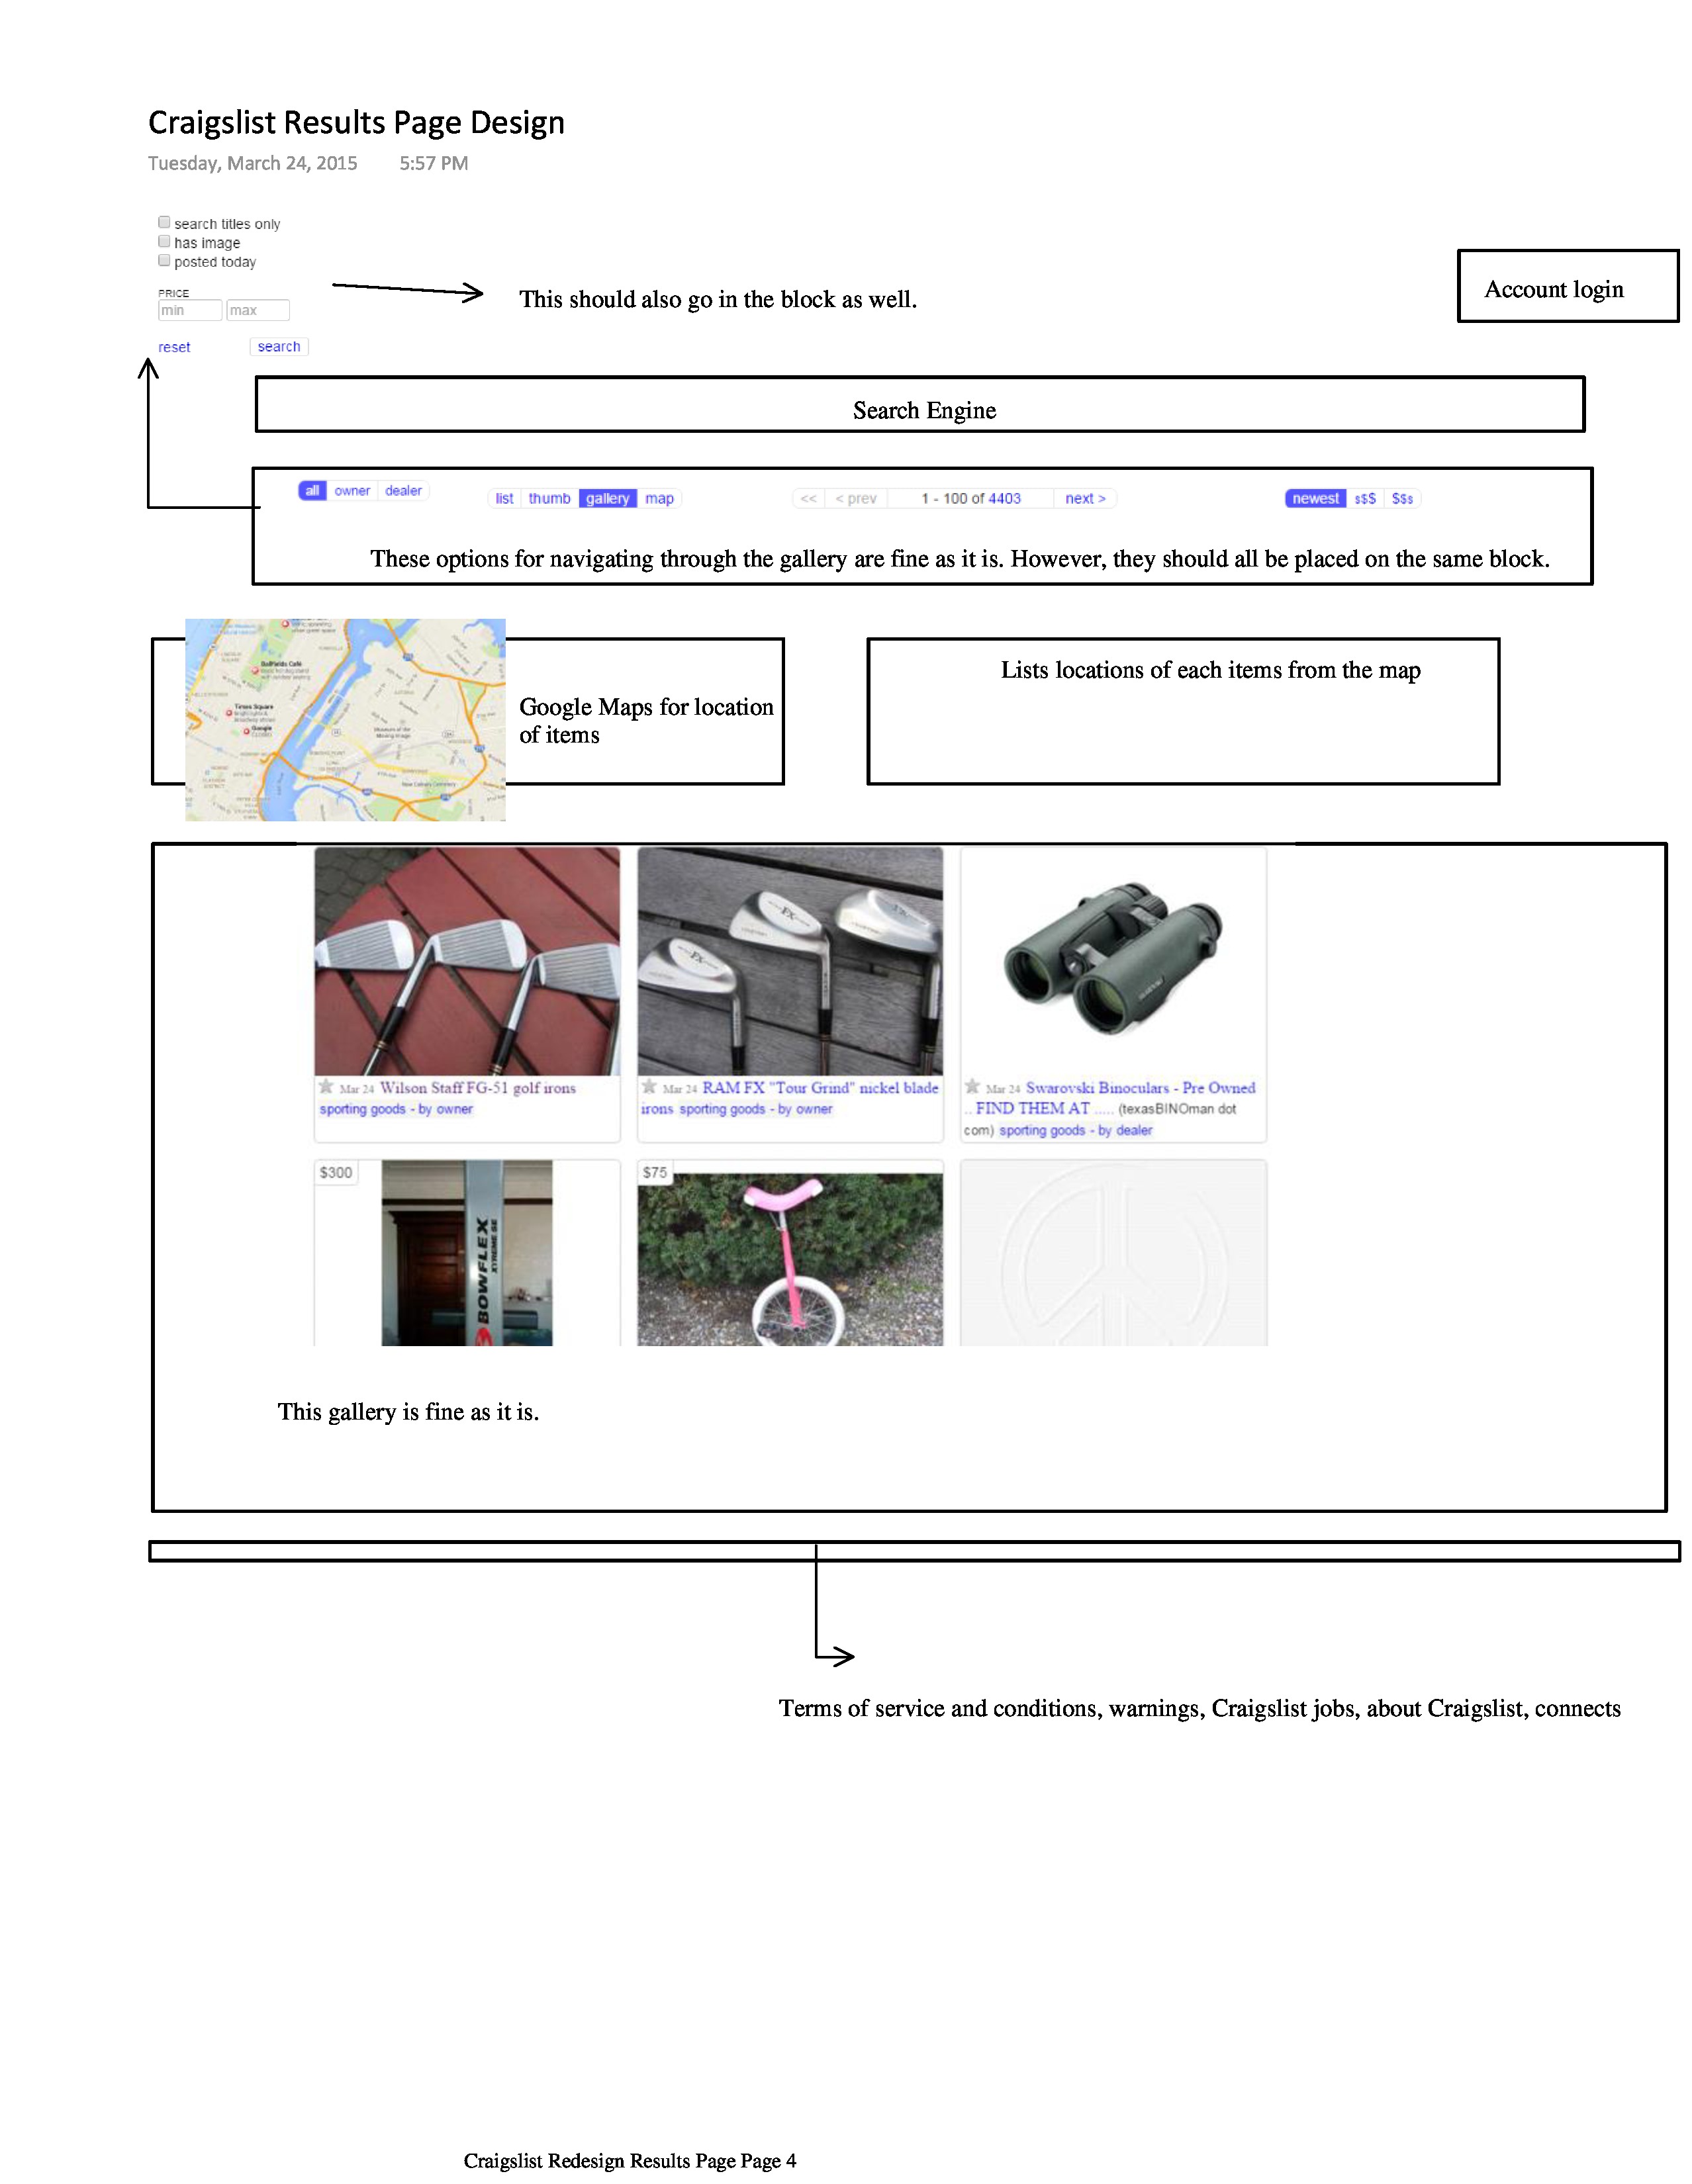 Craigslist Results Page Design
Tuesday, March 24, 2015 5:57 PM
search titles only
has image
posted today
PRICE
min max
reset search
This should also go in the block as well.
Account login
Search Engine
all owner dealer
list thumb gallery map
<< < prev 1 - 100 of 4403 next >
newest s$$ $$s
These options for navigating through the gallery are fine as it is. However, they should all be placed on the same block.
Times Square
Google
Google Maps for location
of items
Lists locations of each items from the map
Mar 24 Wilson Staff FG-51 golf irons
sporting goods - by owner
Mar 24 RAM FX "Tour Grind" nickel blade
irons sporting goods - by owner
Mar 24 Swarovski Binoculars - Pre Owned
.. FIND THEM AT ..... (texasBINOman dot
com) sporting goods - by dealer
$300
BOWFLEX
XTREME SE
$75
This gallery is fine as it is.
Terms of service and conditions, warnings, Craigslist jobs, about Craigslist, connects
Craigslist Redesign Results Page Page 4